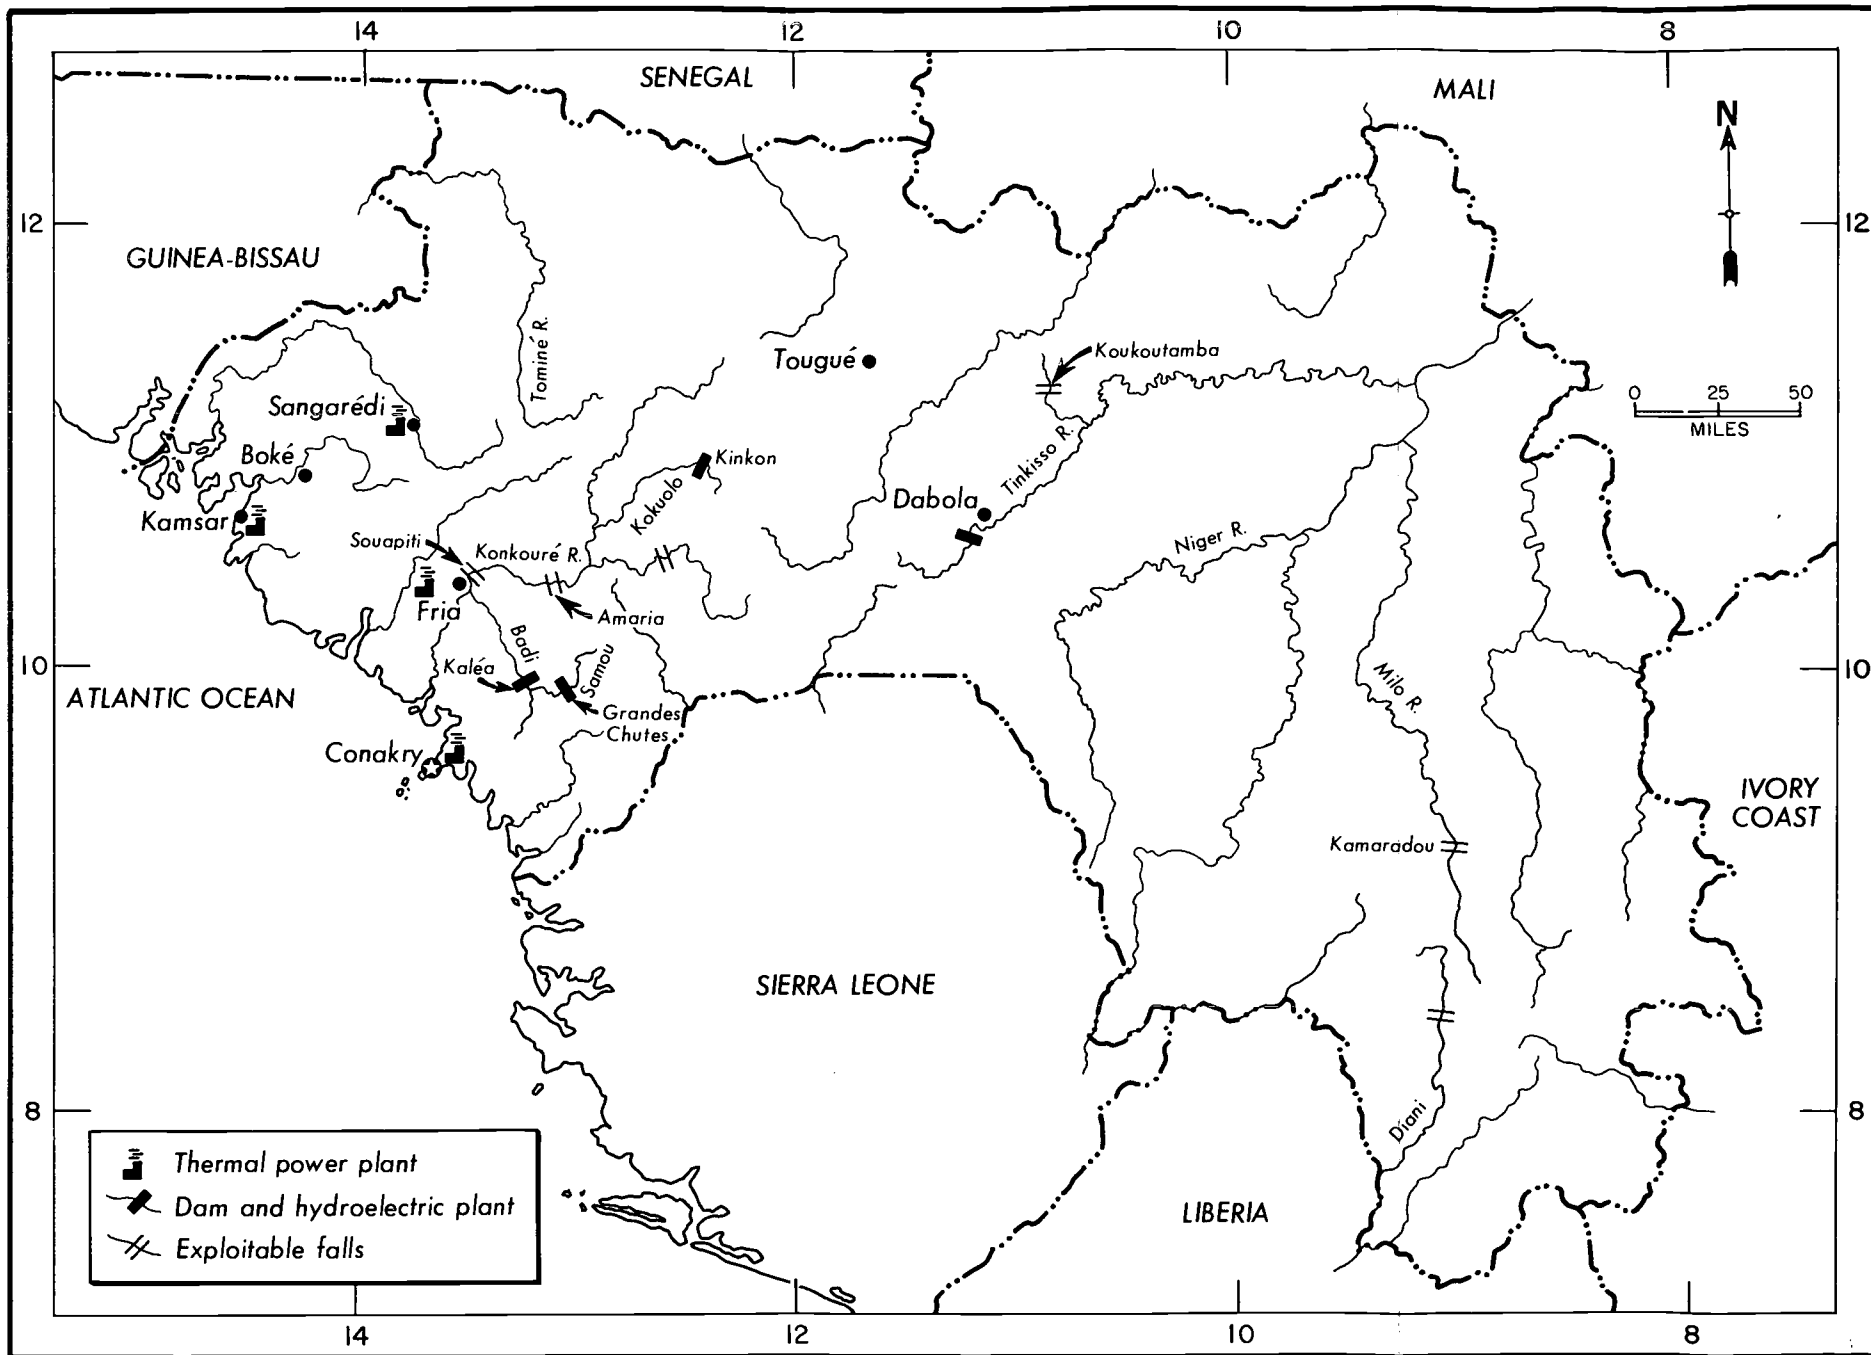 14
12
10
8
SENEGAL
MALI
N
12
12
GUINEA-BISSAU
Tominé R.
Tougué
Koukoutamba
0 25 50
MILES
Sangarédi
Boké
Kinkon
Tinkisso R.
Kokuolo
Dabola
Kamsar
Souapiti
Konkouré R.
Niger R.
Fria
Amaria
Badi
Samou
Kaléa
10
10
ATLANTIC OCEAN
Milo R.
Grandes
Chutes
Conakry
IVORY
COAST
Kamaradou
SIERRA LEONE
8
8
Diani
LIBERIA
Thermal power plant
Dam and hydroelectric plant
Exploitable falls
14
12
10
8